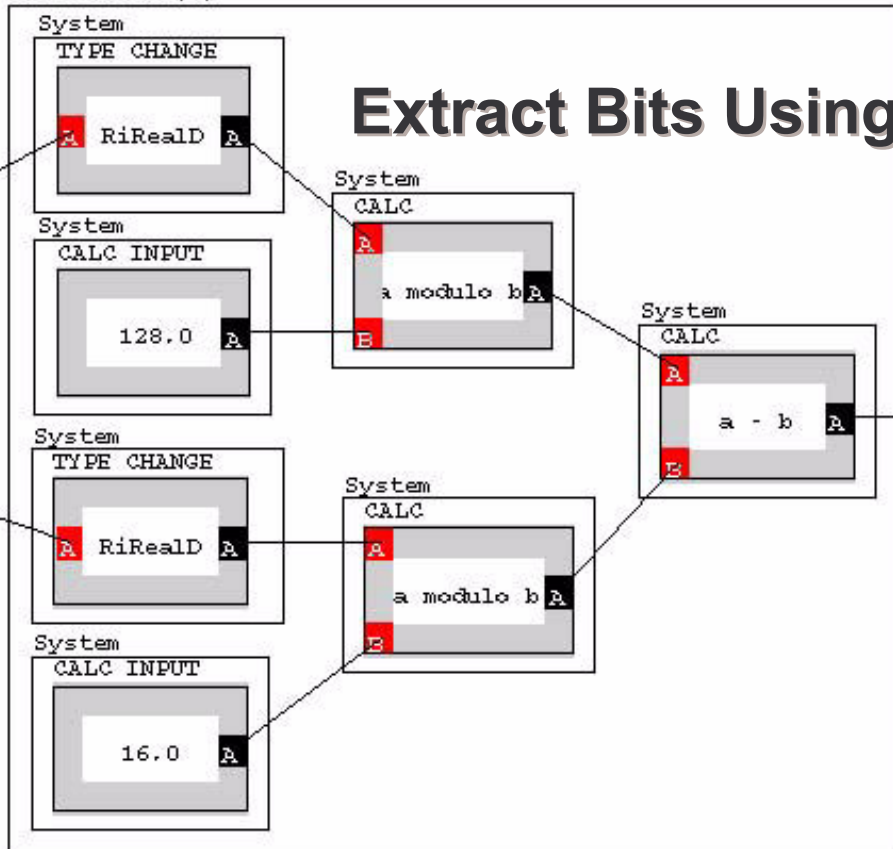 System
TYPE CHANGE
A RiRealD A
Extract Bits Using
System
CALC
A
a modulo b A
B
System
CALC INPUT
128.0 A
System
CALC
A
a - b A
B
System
TYPE CHANGE
A RiRealD A
System
CALC
A
a modulo b A
B
System
CALC INPUT
16.0 A